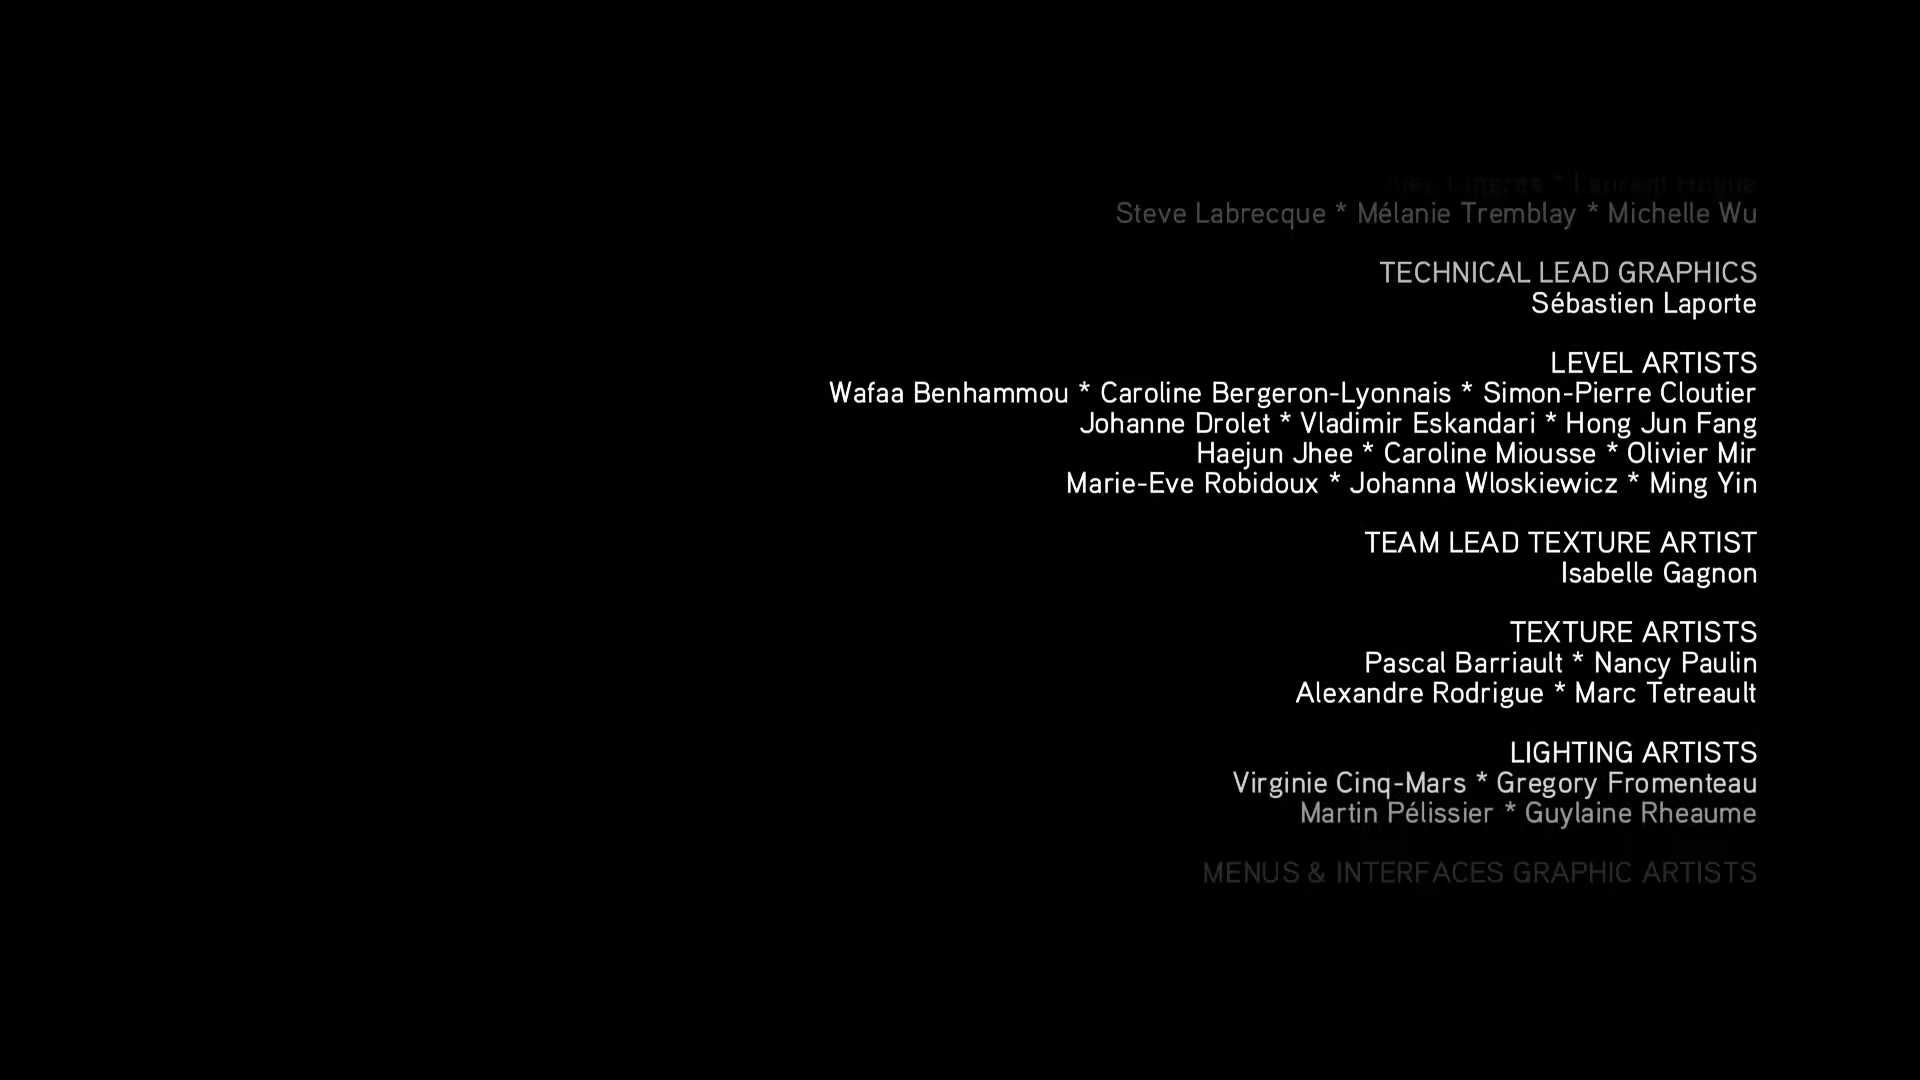 * Laurent
Steve Labrecque * Mélanie Tremblay * Michelle Wu
TECHNICAL LEAD GRAPHICS
Sébastien Laporte
LEVEL ARTISTS
Wafaa Benhammou * Caroline Bergeron-Lyonnais * Simon-Pierre Cloutier
Johanne Drolet * Vladimir Eskandari * Hong Jun Fang
Haejun Jhee * Caroline Miousse * Olivier Mir
Marie-Eve Robidoux * Johanna Wloskiewicz * Ming Yin
TEAM LEAD TEXTURE ARTIST
Isabelle Gagnon
TEXTURE ARTISTS
Pascal Barriault * Nancy Paulin
Alexandre Rodrigue * Marc Tetreault
LIGHTING ARTISTS
Virginie Cinq-Mars * Gregory Fromenteau
Martin Pélissier * Guylaine Rheaume
MENUS & INTERFACES GRAPHIC ARTISTS